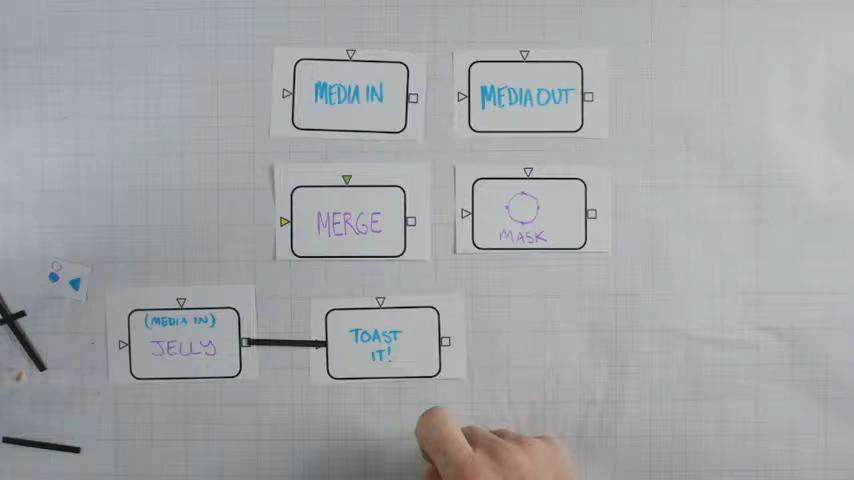 MEDIA IN
MEDIA OUT
MERGE
MASK
(MEDIA IN)
JELLY
TOAST
IT!